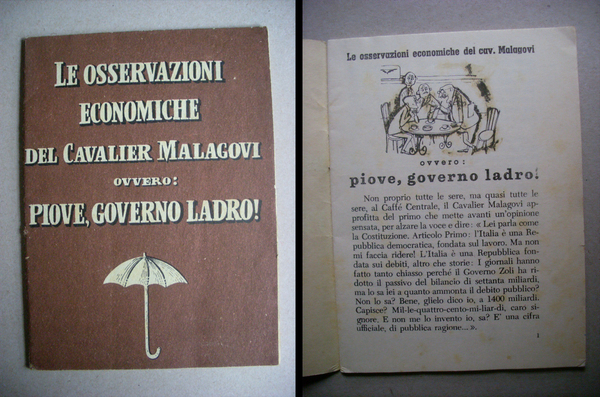 LE OSSERVAZIONI
ECONOMICHE
DEL CAVALIER MALAGOVI
OVVERO:
PIOVE, GOVERNO LADRO!
Le osservazioni economiche del cav. Malagovi
ovvero:
piove, governo ladro!
Non proprio tutte le sere, ma quasi tutte le
sere, al Caffé Centrale, il Cavalier Malagovi ap-
profitta del primo che mette avanti un'opinione
sensata, per alzare la voce e dire: « Lei parla come
la Costituzione. Articolo Primo: l'Italia è una Re-
pubblica democratica, fondata sul lavoro. Ma non
mi faccia ridere! L'Italia è una Repubblica fonda-
ta sui debiti, altro che storie: I giornali hanno
fatto tanto chiasso perché il Governo Zoli ha ri-
dotto il passivo del bilancio di settanta miliardi,
ma lo sa lei a quanto ammonta il debito pubblico?
Non lo sa? Bene, glielo dico io, a 1400 miliardi.
Capisce? Mil-le-quattro-cento-mi-liar-di, caro si-
gnore. E non me lo invento io, sa? E' una cifra
ufficiale, di pubblica ragione... ».
1